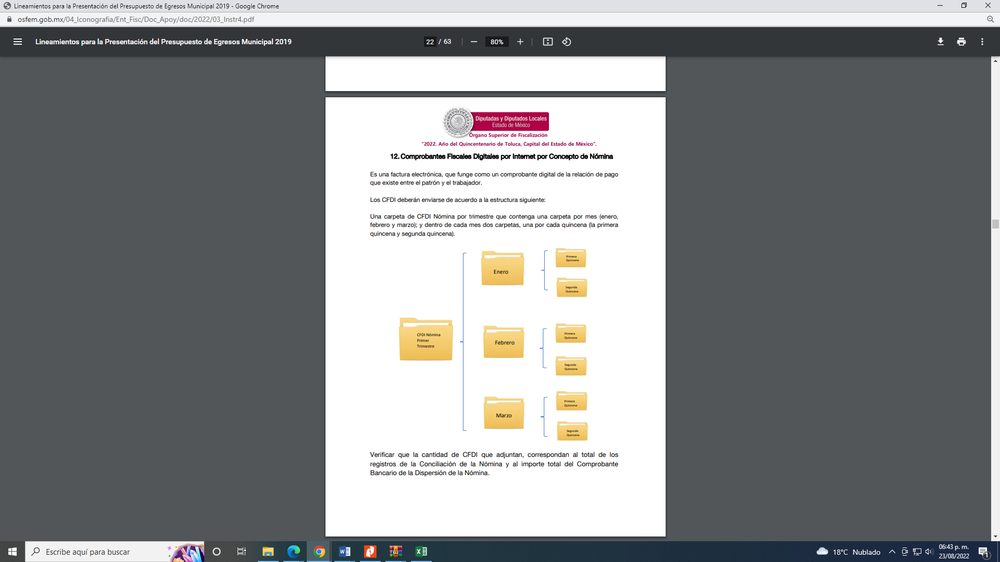 Lineamientos para la Presentación del Presupuesto de Egresos Municipal 2019 - Google Chrome
osfem.gob.mx/04_Iconografia/Ent_Fisc/Doc_Apoy/doc/2022/03_Instr4.pdf
Lineamientos para la Presentación del Presupuesto de Egresos Municipal 2019
22 / 63
80%
Diputadas y Diputados Locales
Estado de México
Órgano Superior de Fiscalización
"2022. Año del Quincentenario de Toluca, Capital del Estado de México".
12. Comprobantes Fiscales Digitales por Internet por Concepto de Nómina
Es una factura electrónica, que funge como un comprobante digital de la relación de pago
que existe entre el patrón y el trabajador.
Los CFDI deberán enviarse de acuerdo a la estructura siguiente:
Una carpeta de CFDI Nómina por trimestre que contenga una carpeta por mes (enero,
febrero y marzo); y dentro de cada mes dos carpetas, una por cada quincena (la primera
quincena y segunda quincena).
CFDI Nómina
Primer
Trimestre
Enero
Primera
Quincena
Segunda
Quincena
Febrero
Primera
Quincena
Segunda
Quincena
Marzo
Primera
Quincena
Segunda
Quincena
Verificar que la cantidad de CFDI que adjuntan, correspondan al total de los
registros de la Conciliación de la Nómina y al importe total del Comprobante
Bancario de la Dispersión de la Nómina.
Escribe aquí para buscar
18°C Nublado
06:43 p. m.
23/08/2022
1